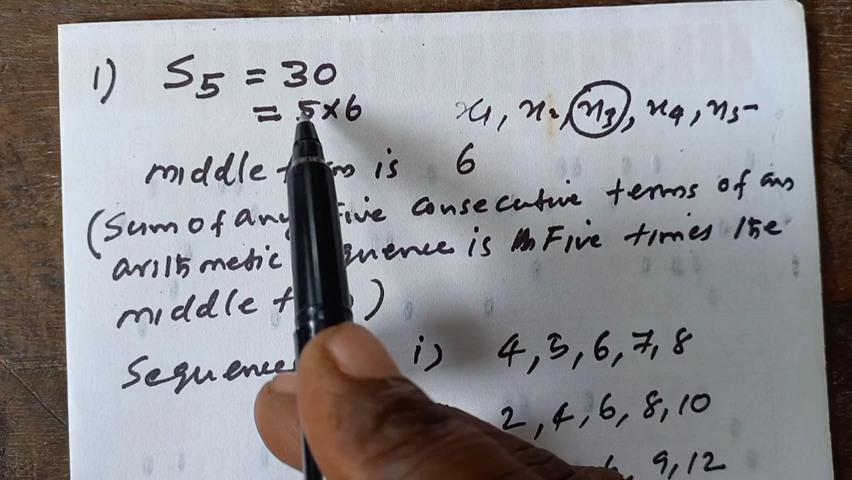 1) S5 = 30
= 5×6 x1, x2, x3, x4, x5
middle is 6
(Sum of any Five consecutive terms of an
arithmetic is Five times the
middle )
Sequence i) 4, 5, 6, 7, 8
2, 4, 6, 8, 10
9, 12